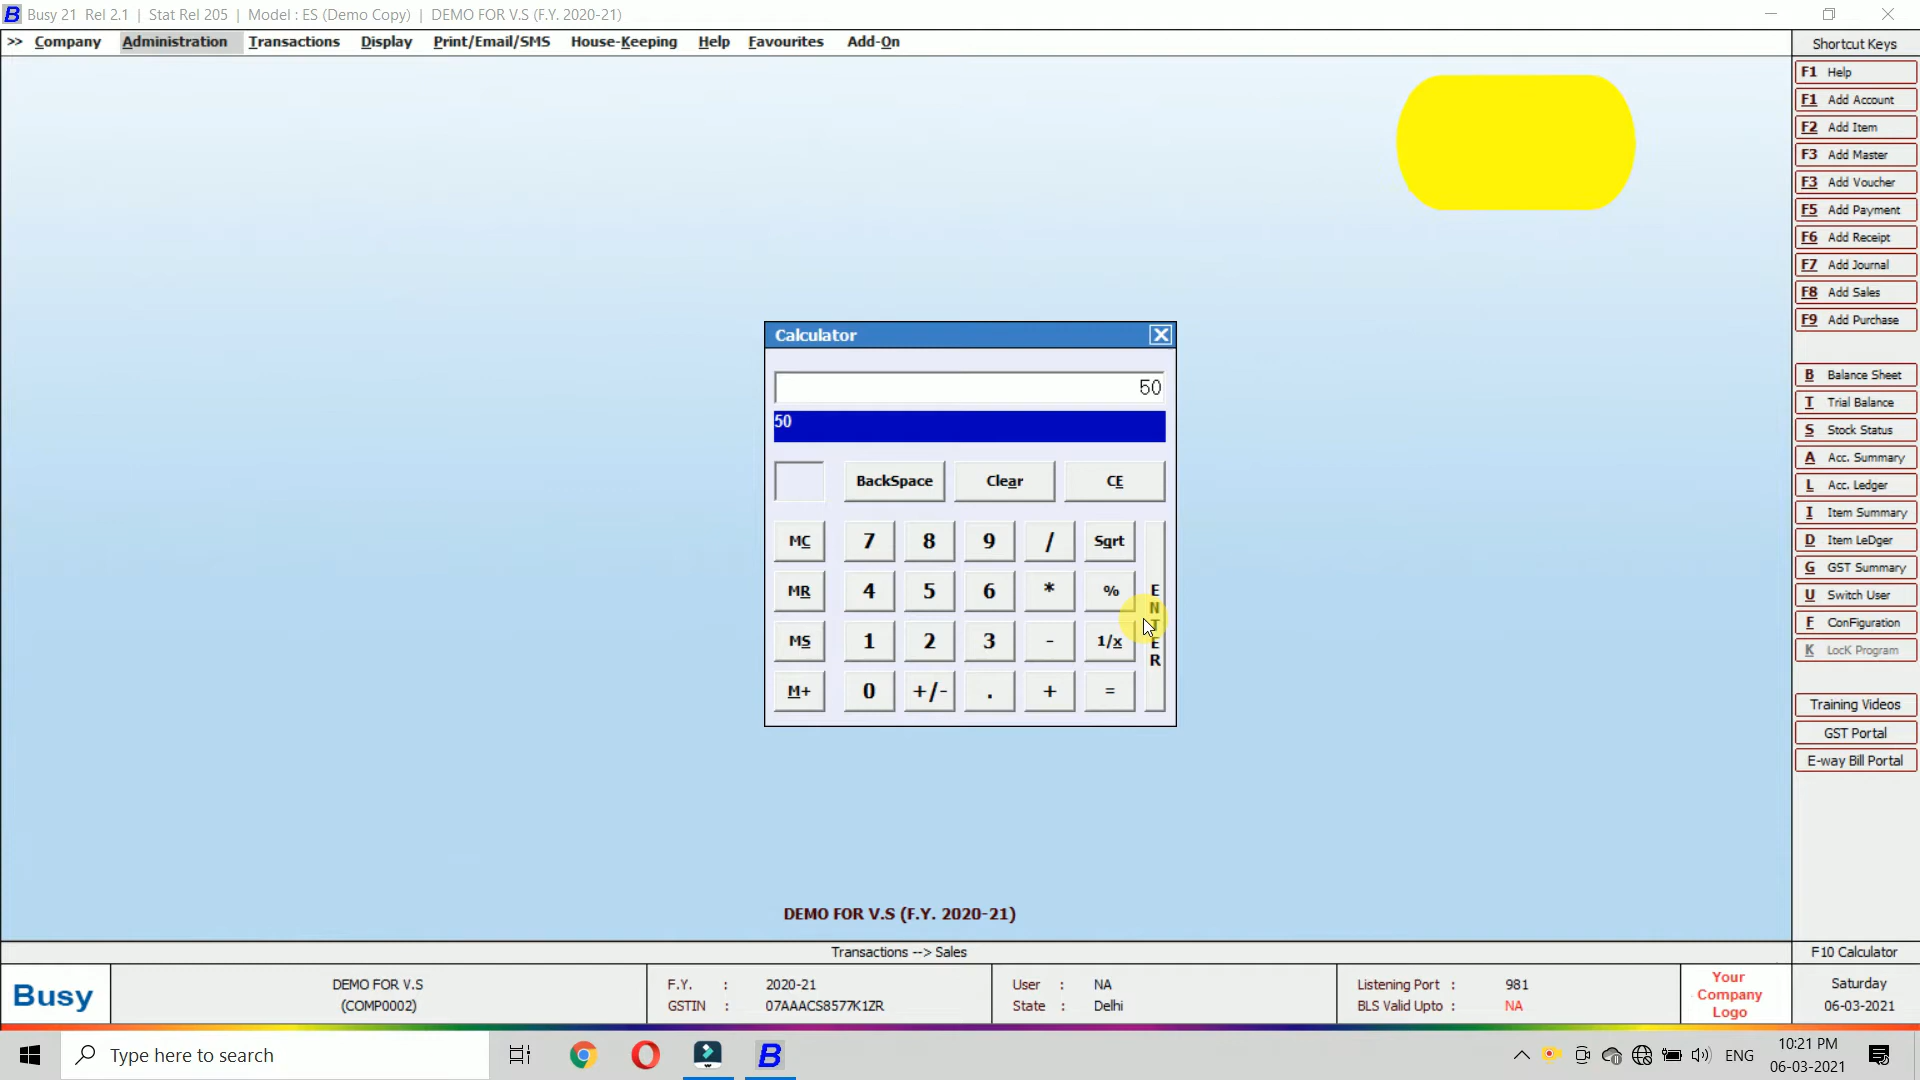 B Busy 21 Rel 2.1 | Stat Rel 205 | Model : ES (Demo Copy) | DEMO FOR V.S (F.Y. 2020-21)
>> Company Administration Transactions Display Print/Email/SMS House-Keeping Help Favourites Add-On
Shortcut Keys
F1 Help
F1 Add Account
F2 Add Item
F3 Add Master
F3 Add Voucher
F5 Add Payment
F6 Add Receipt
F7 Add Journal
F8 Add Sales
F9 Add Purchase
B Balance Sheet
T Trial Balance
S Stock Status
A Acc. Summary
L Acc. Ledger
I Item Summary
D Item LeDger
G GST Summary
U Switch User
F ConFiguration
K LocK Program
Training Videos
GST Portal
E-way Bill Portal
Calculator
50
50
BackSpace Clear CE
MC 7 8 9 / Sqrt
MR 4 5 6 * %
MS 1 2 3 - 1/x
M+ 0 +/- . + =
ENTER
DEMO FOR V.S (F.Y. 2020-21)
Transactions --> Sales
F10 Calculator
Busy
DEMO FOR V.S
(COMP0002)
F.Y. : 2020-21
GSTIN : 07AAACS8577K1ZR
User : NA
State : Delhi
Listening Port : 981
BLS Valid Upto : NA
Your
Company
Logo
Saturday
06-03-2021
Type here to search
B
ENG
10:21 PM
06-03-2021